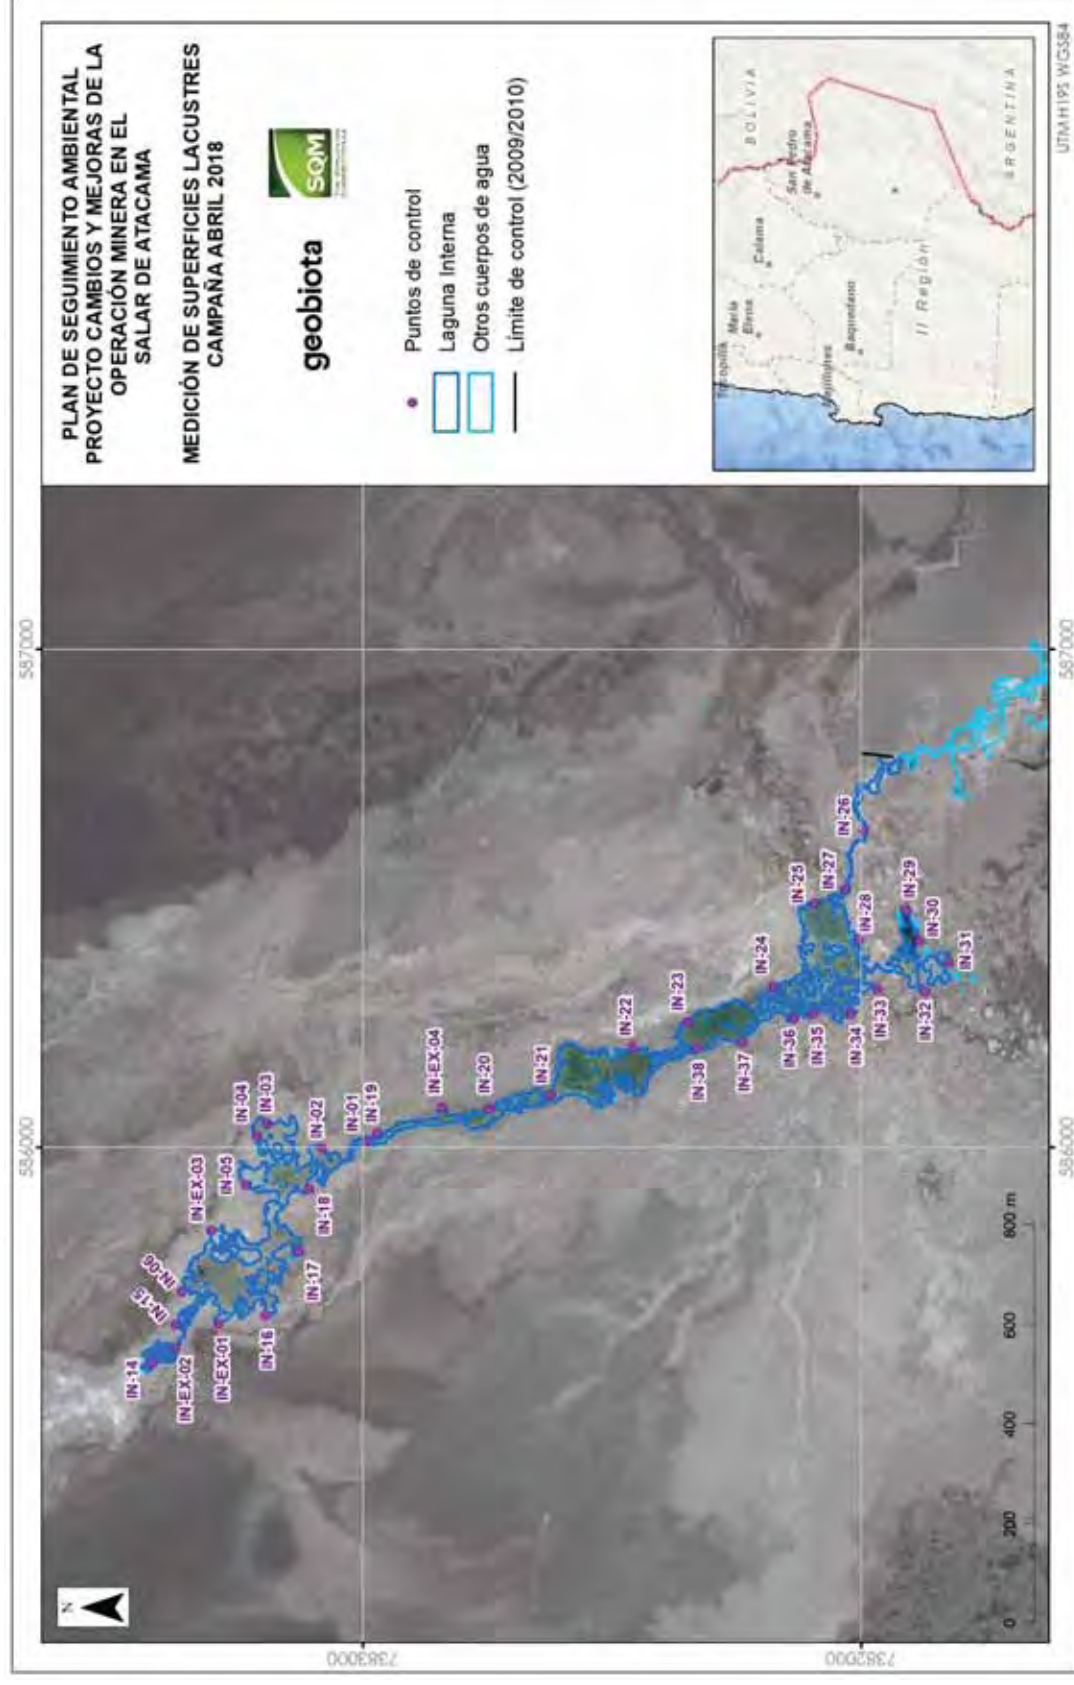 PLAN DE SEGUIMIENTO AMBIENTAL
PROYECTO CAMBIOS Y MEJORAS DE LA
OPERACIÓN MINERA EN EL
SALAR DE ATACAMA
MEDICIÓN DE SUPERFICIES LACUSTRES
CAMPAÑA ABRIL 2018
geobiota
SQM
Puntos de control
Laguna Interna
Otros cuerpos de agua
Límite de control (2009/2010)
BOLIVIA
ARGENTINA
San Pedro
de Atacama
Calama
María
Elena
Tocopilla
Mejillones
Baquedano
II Región
UTM H19S WGS84
586000
587000
586000
587000
7383000
7382000
N
IN-14
IN-15
IN-06
IN-EX-02
IN-EX-01
IN-EX-03
IN-16
IN-17
IN-05
IN-04
IN-03
IN-02
IN-18
IN-01
IN-19
IN-EX-04
IN-20
IN-21
IN-22
IN-23
IN-38
IN-37
IN-24
IN-36
IN-35
IN-34
IN-25
IN-27
IN-26
IN-28
IN-33
IN-29
IN-30
IN-32
IN-31
0 200 400 600 800 m